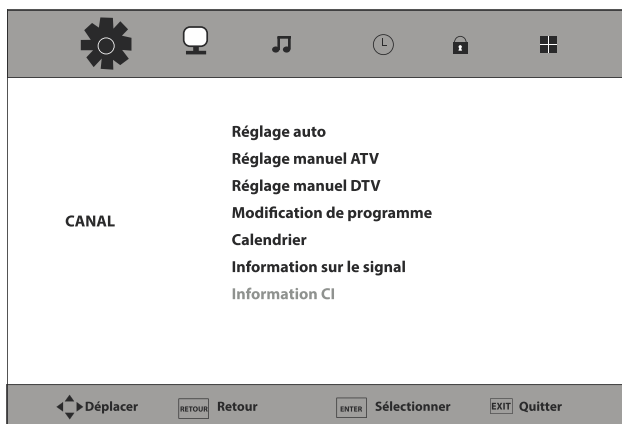 Réglage auto
Réglage manuel ATV
Réglage manuel DTV
Modification de programme
CANAL
Calendrier
Information sur le signal
Information CI
Déplacer RETOUR Retour ENTER Sélectionner EXIT Quitter